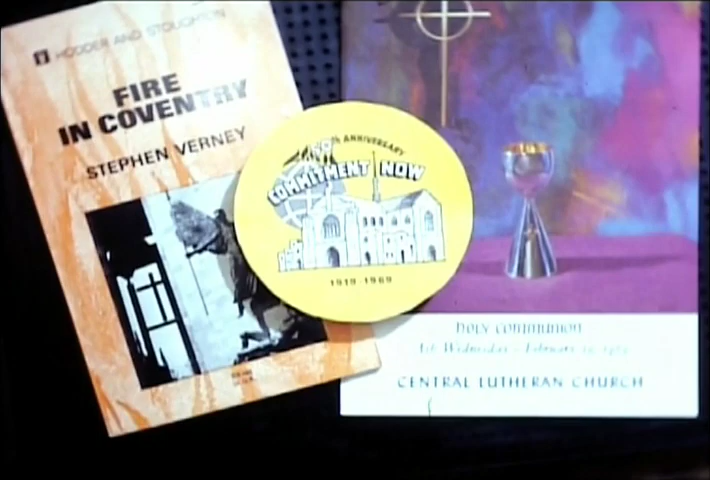 HODDER AND STOUGHTON
FIRE
IN COVENTRY
STEPHEN VERNEY
50th ANNIVERSARY
COMMITMENT NOW
1919-1969
HOLY COMMUNION
Wednesday - February
CENTRAL LUTHERAN CHURCH